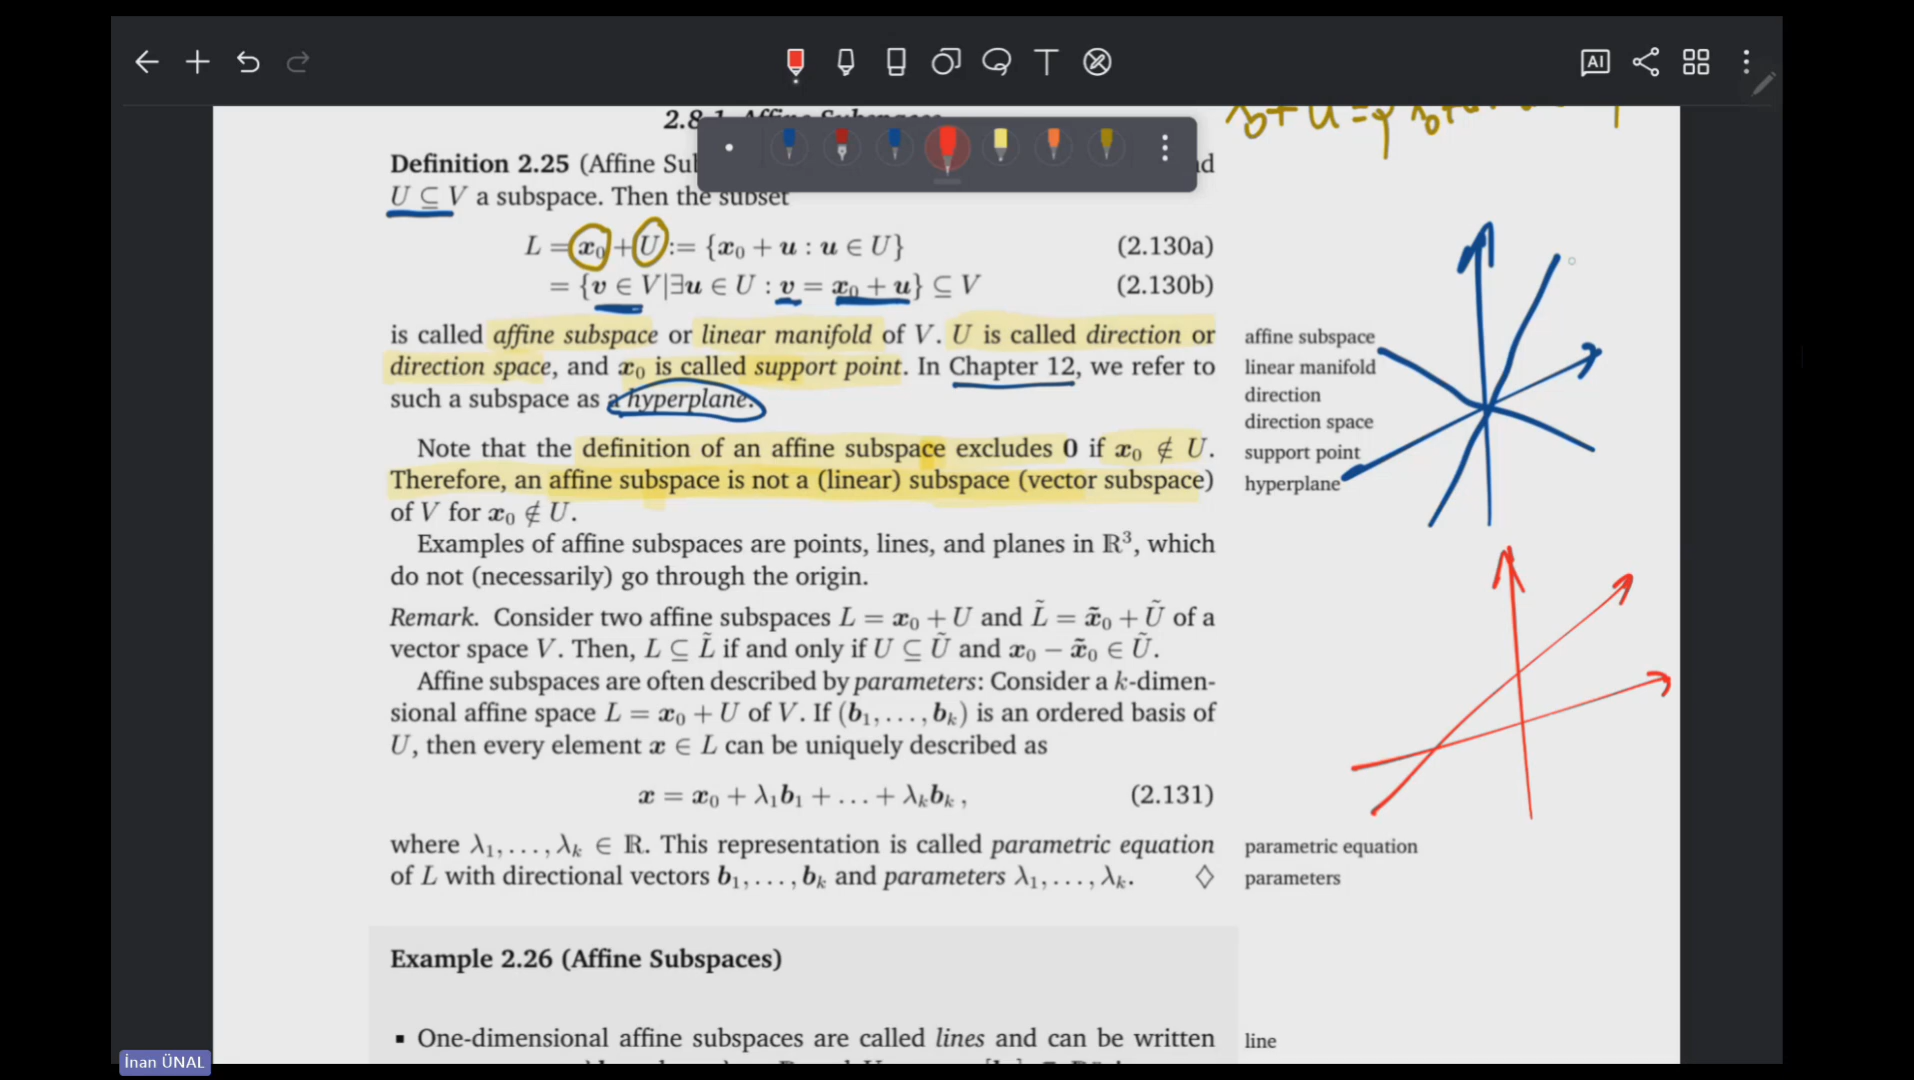 AI
2.8.1 Affine Subspaces
Definition 2.25 (Affine Su
U ⊆ V a subspace. Then the subset
L = x₀ + U := {x₀ + u : u ∈ U} (2.130a)
= {v ∈ V|∃u ∈ U : v = x₀ + u} ⊆ V (2.130b)
is called affine subspace or linear manifold of V. U is called direction or
direction space, and x₀ is called support point. In Chapter 12, we refer to
such a subspace as a hyperplane.
affine subspace
linear manifold
direction
direction space
support point
hyperplane
Note that the definition of an affine subspace excludes 0 if x₀ ∉ U.
Therefore, an affine subspace is not a (linear) subspace (vector subspace)
of V for x₀ ∉ U.
Examples of affine subspaces are points, lines, and planes in ℝ³, which
do not (necessarily) go through the origin.
Remark. Consider two affine subspaces L = x₀ + U and L̃ = x̃₀ + Ũ of a
vector space V. Then, L ⊆ L̃ if and only if U ⊆ Ũ and x₀ − x̃₀ ∈ Ũ.
Affine subspaces are often described by parameters: Consider a k-dimen-
sional affine space L = x₀ + U of V. If (b₁, . . . , bₖ) is an ordered basis of
U, then every element x ∈ L can be uniquely described as
x = x₀ + λ₁b₁ + . . . + λₖbₖ , (2.131)
where λ₁, . . . , λₖ ∈ ℝ. This representation is called parametric equation
of L with directional vectors b₁, . . . , bₖ and parameters λ₁, . . . , λₖ. ◇
parametric equation
parameters
Example 2.26 (Affine Subspaces)
▪ One-dimensional affine subspaces are called lines and can be written
line
İnan ÜNAL